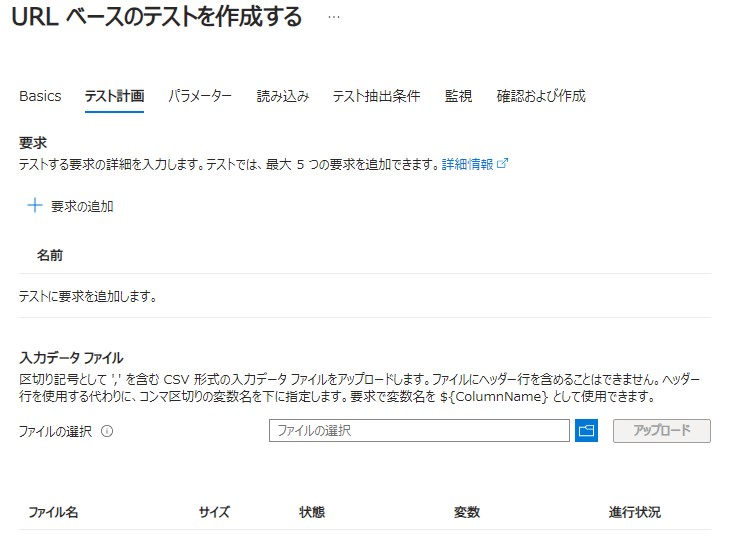 URL ベースのテストを作成する ...
Basics テスト計画 パラメーター 読み込み テスト抽出条件 監視 確認および作成
要求
テストする要求の詳細を入力します。テストでは、最大 5 つの要求を追加できます。詳細情報
要求の追加
名前
テストに要求を追加します。
入力データ ファイル
区切り記号として ',' を含む CSV 形式の入力データ ファイルをアップロードします。ファイルにヘッダー行を含めることはできません。ヘッダー
行を使用する代わりに、コンマ区切りの変数名を下に指定します。要求で変数名を ${ColumnName} として使用できます。
ファイルの選択 ファイルの選択 アップロード
ファイル名 サイズ 状態 変数 進行状況